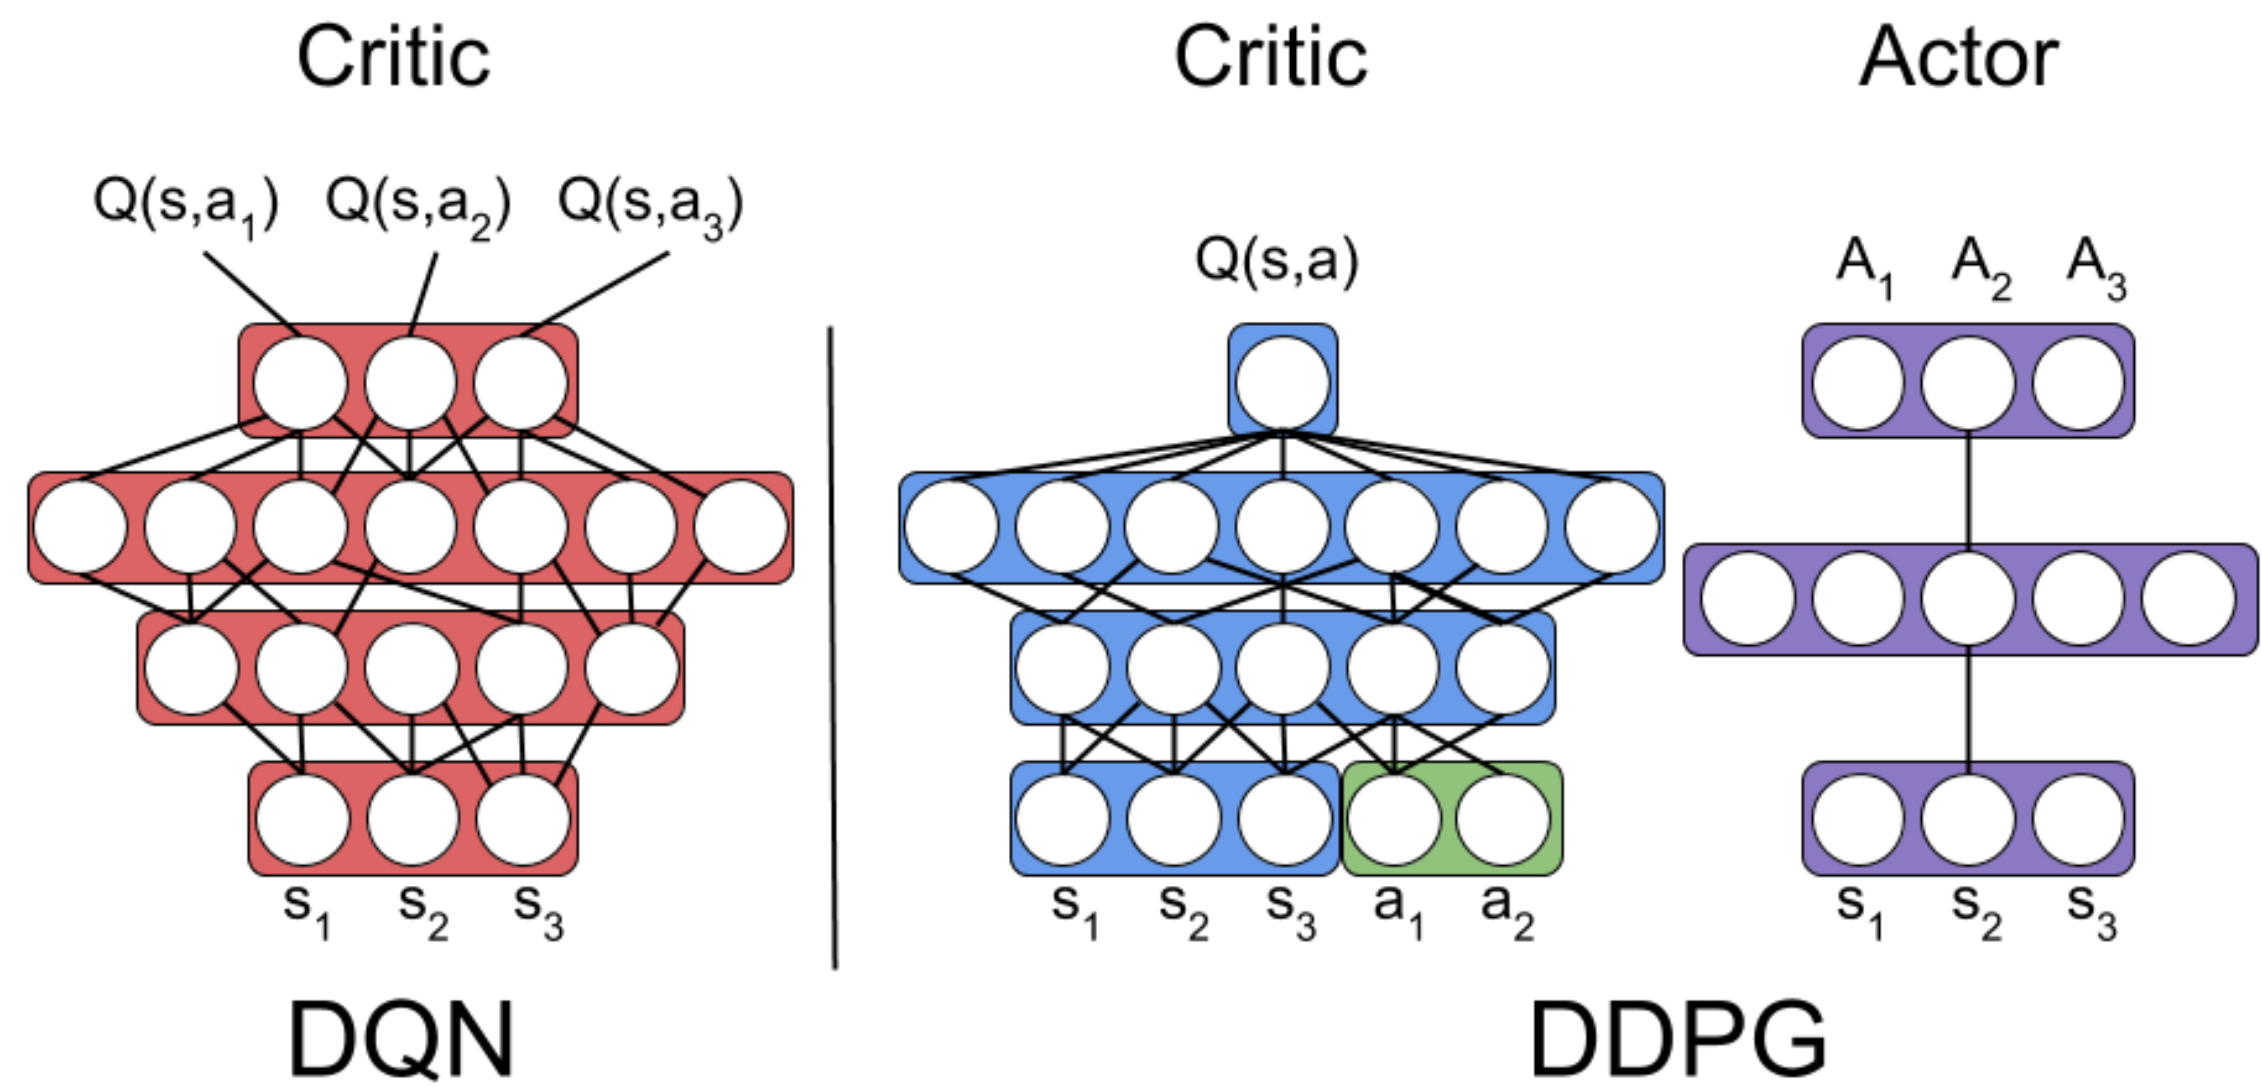 Critic Critic Actor
Q(s,a₁) Q(s,a₂) Q(s,a₃)
Q(s,a) A₁ A₂ A₃
s₁ s₂ s₃ s₁ s₂ s₃ a₁ a₂ s₁ s₂ s₃
DQN DDPG